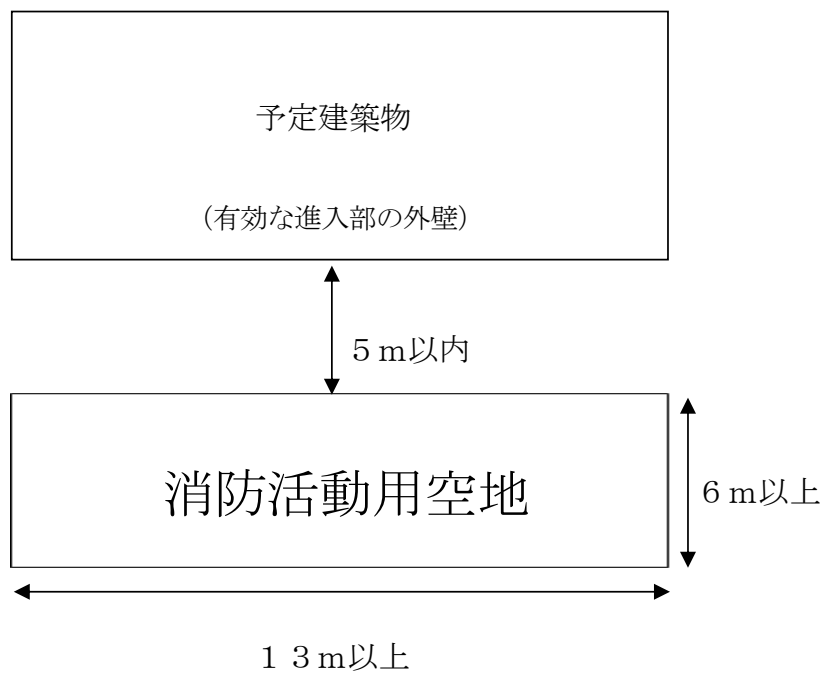 予定建築物
（有効な進入部の外壁）
５ｍ以内
消防活動用空地
６ｍ以上
１３ｍ以上